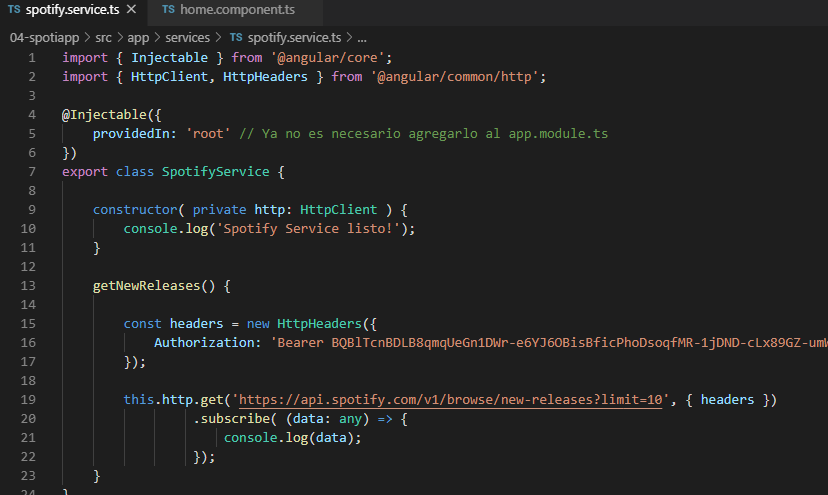 TS spotify.service.ts × TS home.component.ts
04-spotiapp > src > app > services > TS spotify.service.ts > ...
1 import { Injectable } from '@angular/core';
2 import { HttpClient, HttpHeaders } from '@angular/common/http';
3
4 @Injectable({
5 providedIn: 'root' // Ya no es necesario agregarlo al app.module.ts
6 })
7 export class SpotifyService {
8
9 constructor( private http: HttpClient ) {
10 console.log('Spotify Service listo!');
11 }
12
13 getNewReleases() {
14
15 const headers = new HttpHeaders({
16 Authorization: 'Bearer BQBlTcnBDLB8qmqUeGn1DWr-e6YJ6OBisBficPhoDsoqfMR-1jDND-cLx89GZ-um
17 });
18
19 this.http.get('https://api.spotify.com/v1/browse/new-releases?limit=10', { headers })
20 .subscribe( (data: any) => {
21 console.log(data);
22 });
23 }
24 }